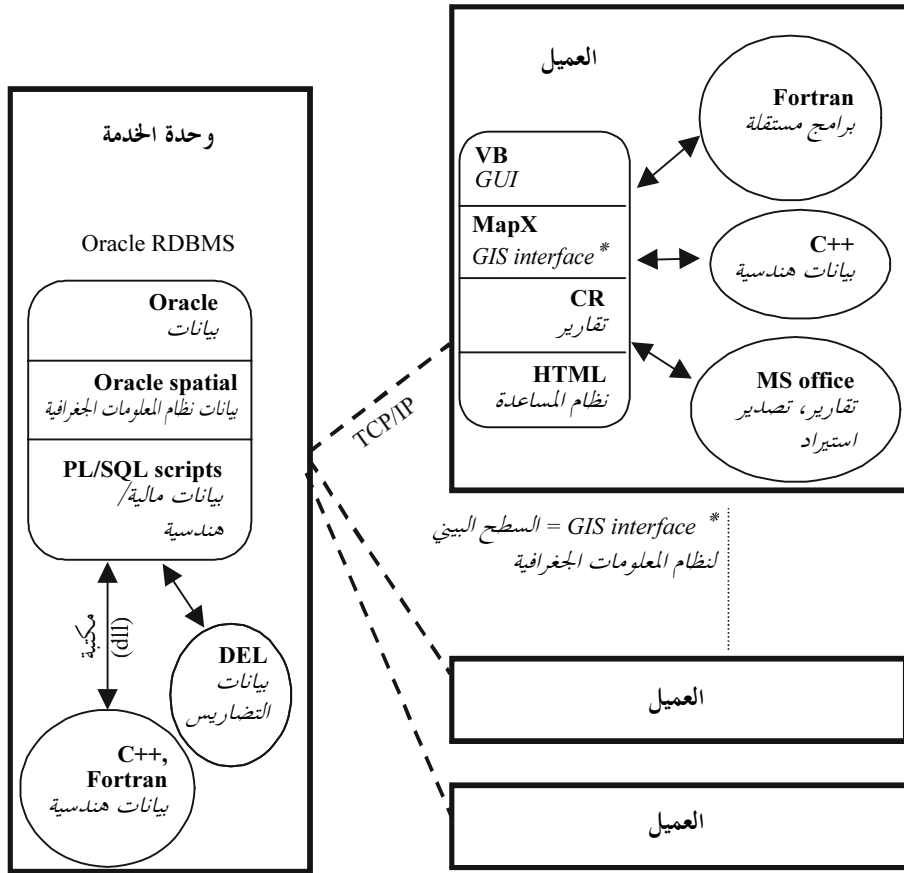 وحدة الخدمة
Oracle RDBMS
Oracle
بيانات
Oracle spatial
بيانات نظام المعلومات الجغرافية
PL/SQL scripts
بيانات مالية/
هندسية
مكتبة
(dll)
DEL
بيانات
التضاريس
C++,
Fortran
بيانات هندسية
TCP/IP
العميل
VB
GUI
MapX
GIS interface *
CR
تقارير
HTML
نظام المساعدة
Fortran
برامج مستقلة
C++
بيانات هندسية
MS office
تقارير، تصدير
استيراد
* GIS interface = السطح البيني
لنظام المعلومات الجغرافية
العميل
العميل